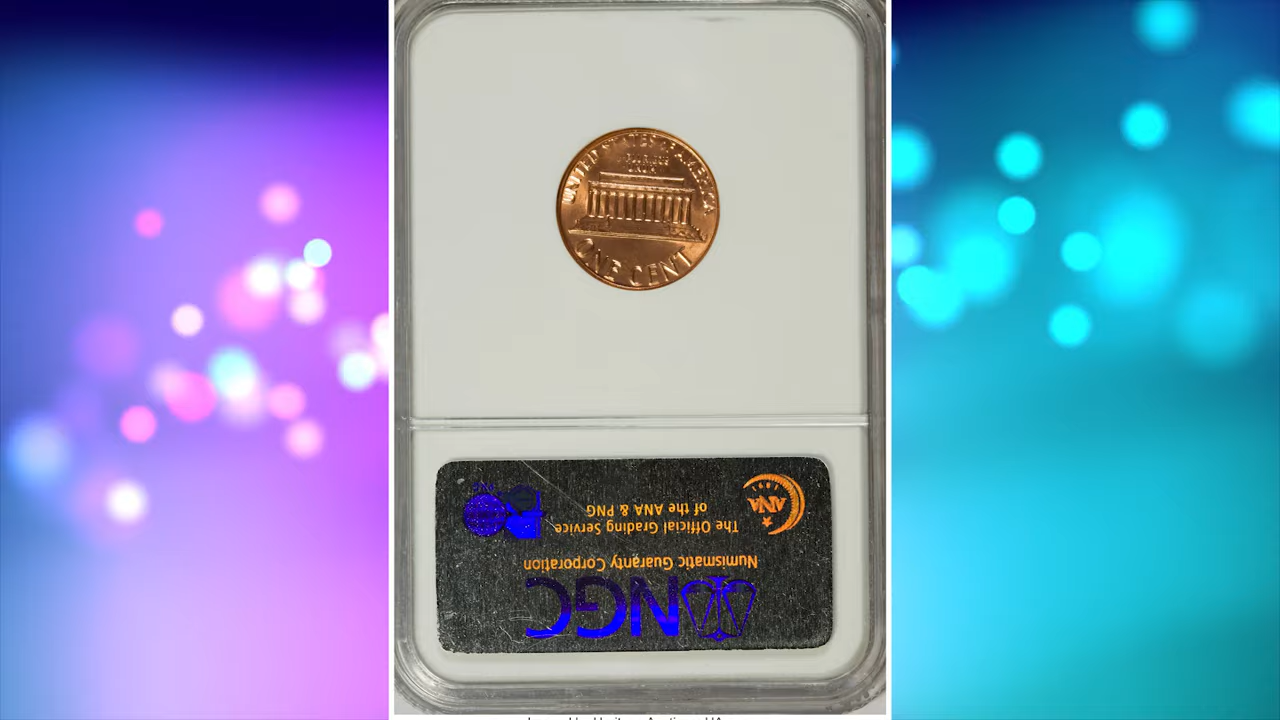 UNITED STATES OF AMERICA
E PLURIBUS
UNUM
ONE CENT
ANA
The Official Grading Service
of the ANA & PNG
Numismatic Guaranty Corporation
NGC